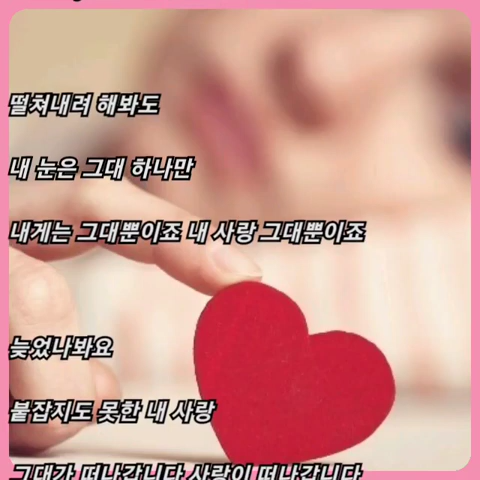 떨쳐내려 해봐도
내 눈은 그대 하나만
내게는 그대뿐이죠 내 사랑 그대뿐이죠
늦었나봐요
붙잡지도 못한 내 사랑
그대가 떠나갑니다 사랑이 떠나갑니다